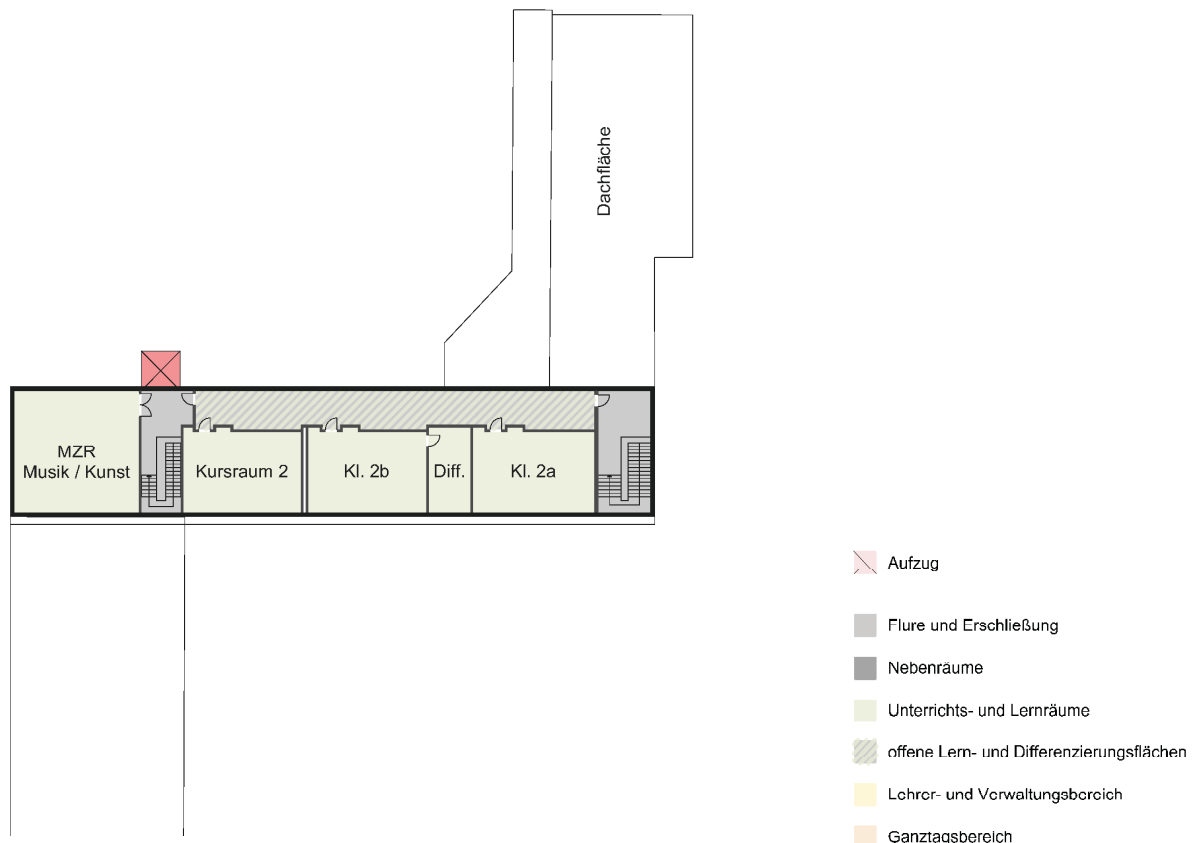 Dachfläche
MZR
Musik / Kunst
Kursraum 2
Kl. 2b
Diff.
Kl. 2a
Aufzug
Flure und Erschließung
Nebenräume
Unterrichts- und Lernräume
offene Lern- und Differenzierungsflächen
Lehrer- und Verwaltungsbereich
Ganztagsbereich